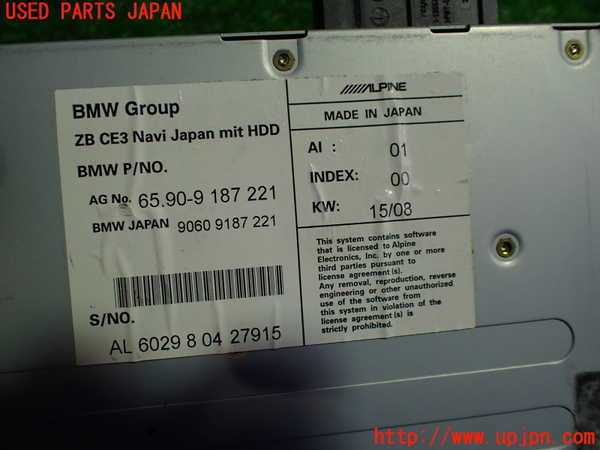 USED PARTS JAPAN
BMW Group
ZB CE3 Navi Japan mit HDD
BMW P/NO.
AG No. 65.90-9 187 221
BMW JAPAN 9060 9187 221
S/NO.
AL 6029 8 04 27915
ALPINE
MADE IN JAPAN
AI : 01
INDEX: 00
KW: 15/08
This system contains software
that is licensed to Alpine
Electronics, Inc. by one or more
third parties pursuant to
license agreement(s).
Any removal, reproduction, reverse
engineering or other unauthorized
use of the software from
this system in violation of the
license agreement(s) is
strictly prohibited.
http://www.upjpn.com/